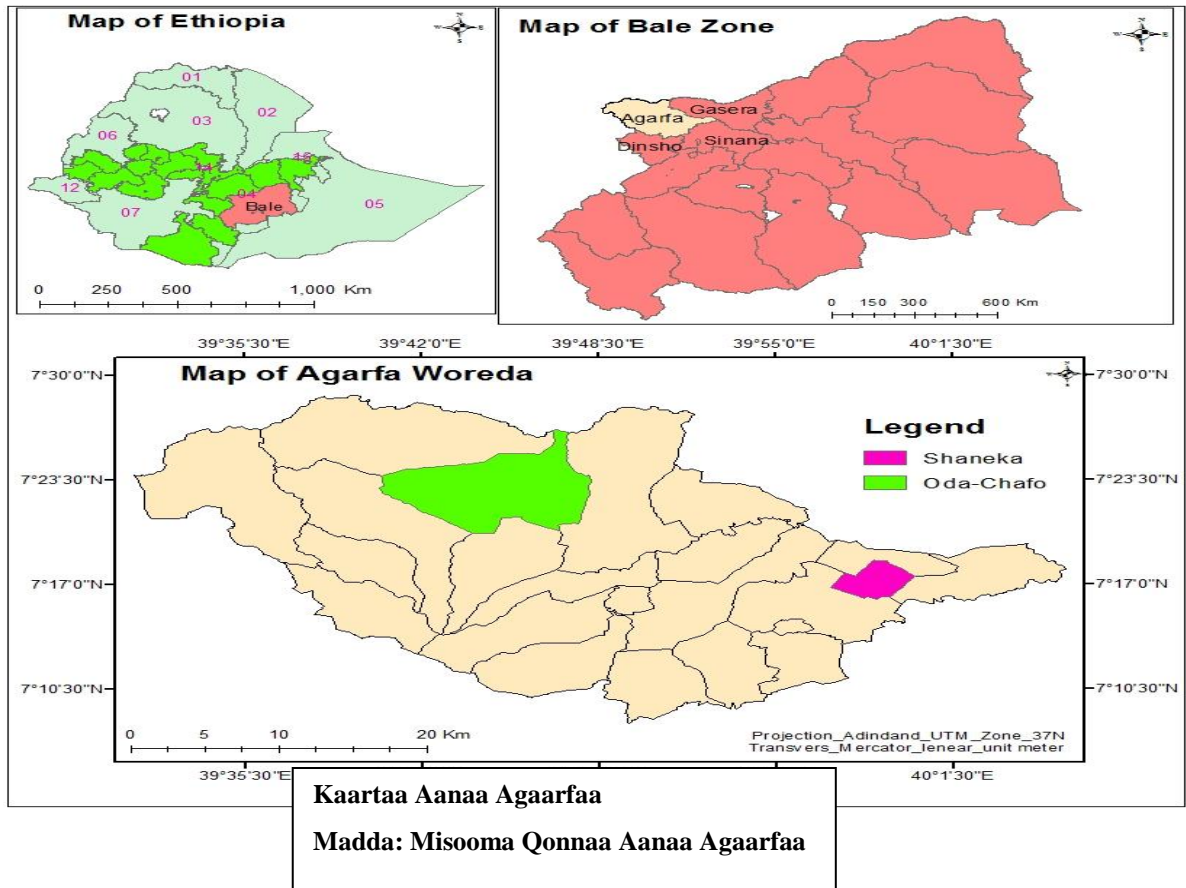 Map of Ethiopia
N
W E
S
01
02
03
06
11
13
12
04
Bale
07
05
0 250 500 1,000 Km
Map of Bale Zone
N
W E
S
Gasera
Agarfa
Sinana
Dinsho
0 150 300 600 Km
39°35'30"E 39°42'0"E 39°48'30"E 39°55'0"E 40°1'30"E
Map of Agarfa Woreda
7°30'0"N 7°30'0"N
Legend
Shaneka
Oda-Chafo
7°23'30"N 7°23'30"N
7°17'0"N 7°17'0"N
7°10'30"N 7°10'30"N
0 5 10 20 Km
Projection_Adindand_UTM_Zone_37N
Transvers_Mercator_lenear_unit meter
39°35'30"E 40°1'30"E
Kaartaa Aanaa Agaarfaa
Madda: Misooma Qonnaa Aanaa Agaarfaa